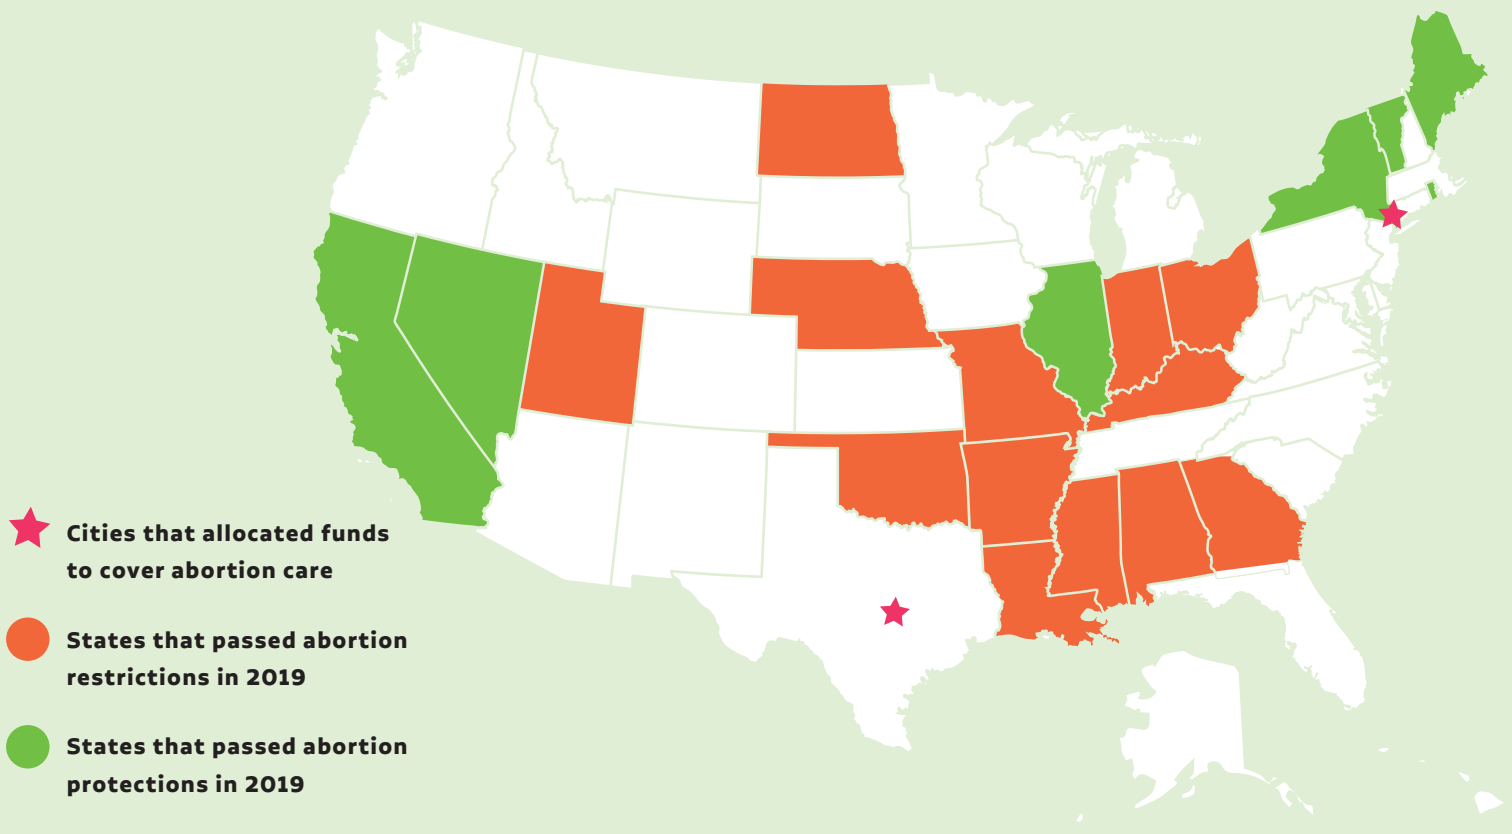 Cities that allocated funds
to cover abortion care
States that passed abortion
restrictions in 2019
States that passed abortion
protections in 2019